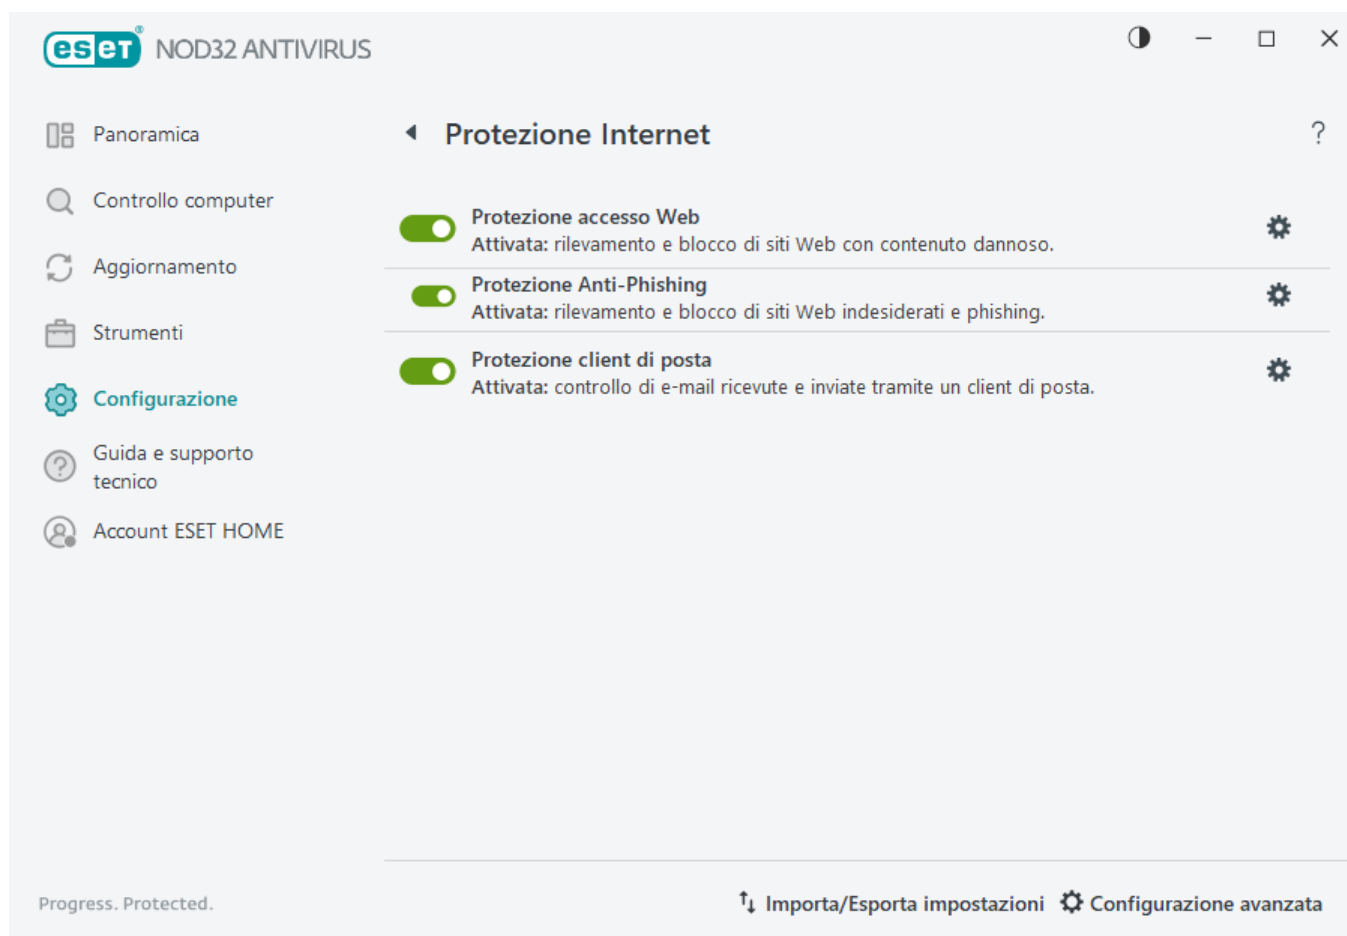 eset® NOD32 ANTIVIRUS
Panoramica
Controllo computer
Aggiornamento
Strumenti
Configurazione
Guida e supporto
tecnico
Account ESET HOME
Protezione Internet
?
Protezione accesso Web
Attivata: rilevamento e blocco di siti Web con contenuto dannoso.
Protezione Anti-Phishing
Attivata: rilevamento e blocco di siti Web indesiderati e phishing.
Protezione client di posta
Attivata: controllo di e-mail ricevute e inviate tramite un client di posta.
Progress. Protected.
Importa/Esporta impostazioni Configurazione avanzata